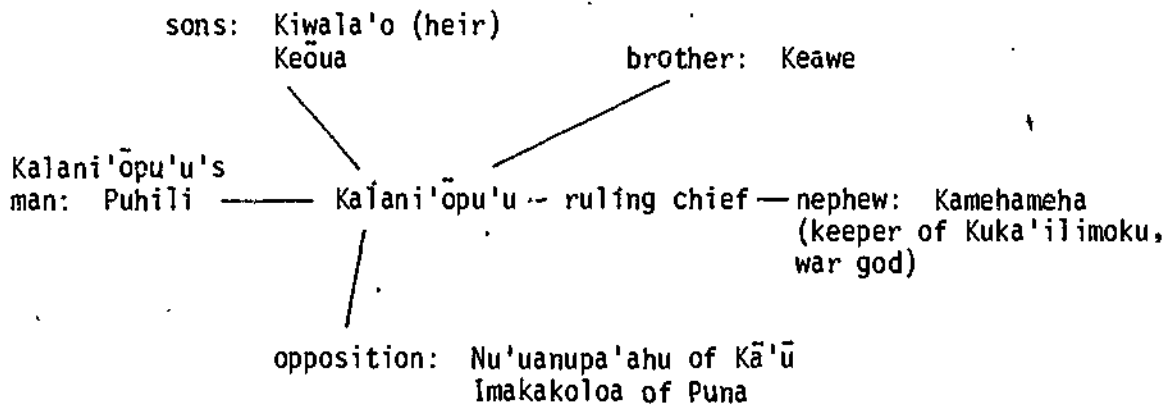 sons: Kiwala'o (heir)
Keōua
brother: Keawe
Kalani'ōpu'u's
man: Puhili
Kalani'ōpu'u -- ruling chief
nephew: Kamehameha
(keeper of Kuka'ilimoku,
war god)
opposition: Nu'uanupa'ahu of Kā'ū
Imakakoloa of Puna